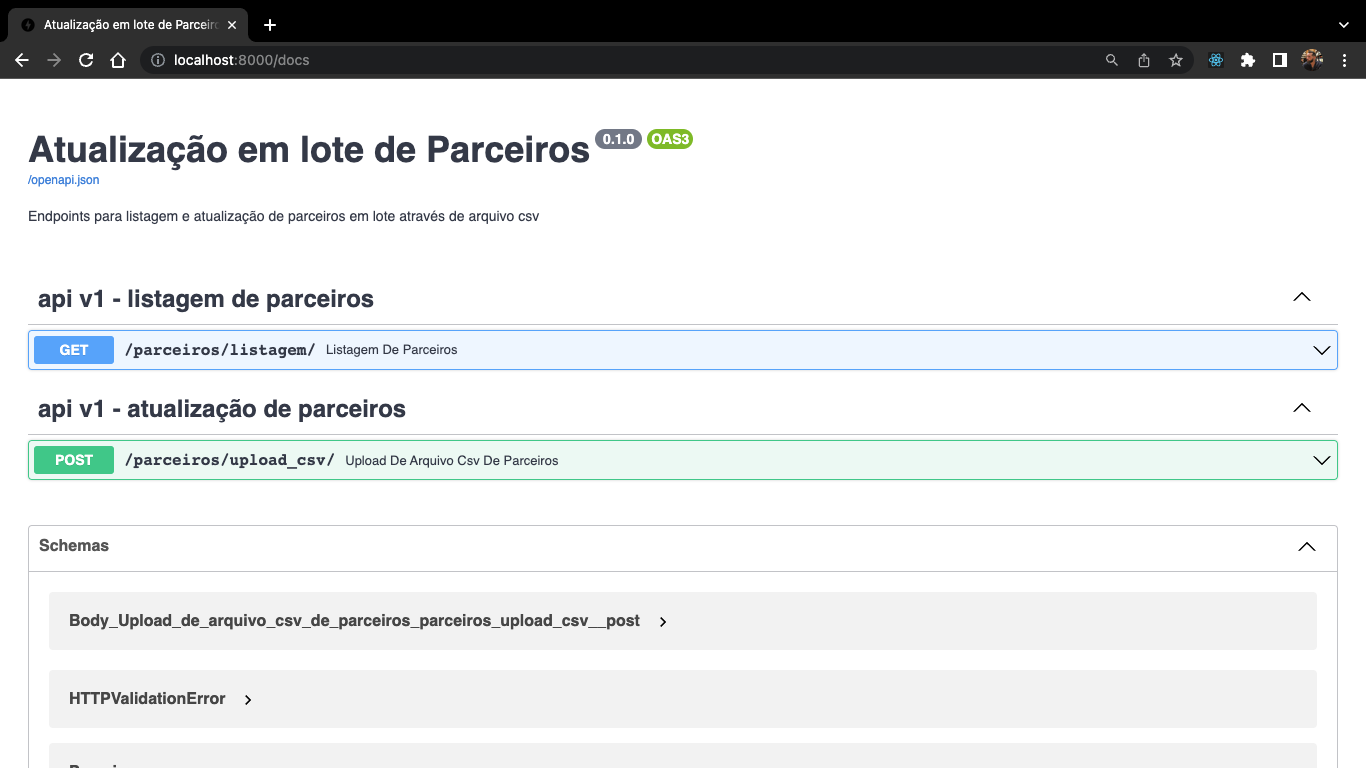 Atualização em lote de Parceiro
localhost:8000/docs
Atualização em lote de Parceiros 0.1.0 OAS3
/openapi.json
Endpoints para listagem e atualização de parceiros em lote através de arquivo csv
api v1 - listagem de parceiros
GET /parceiros/listagem/ Listagem De Parceiros
api v1 - atualização de parceiros
POST /parceiros/upload_csv/ Upload De Arquivo Csv De Parceiros
Schemas
Body_Upload_de_arquivo_csv_de_parceiros_parceiros_upload_csv__post
HTTPValidationError